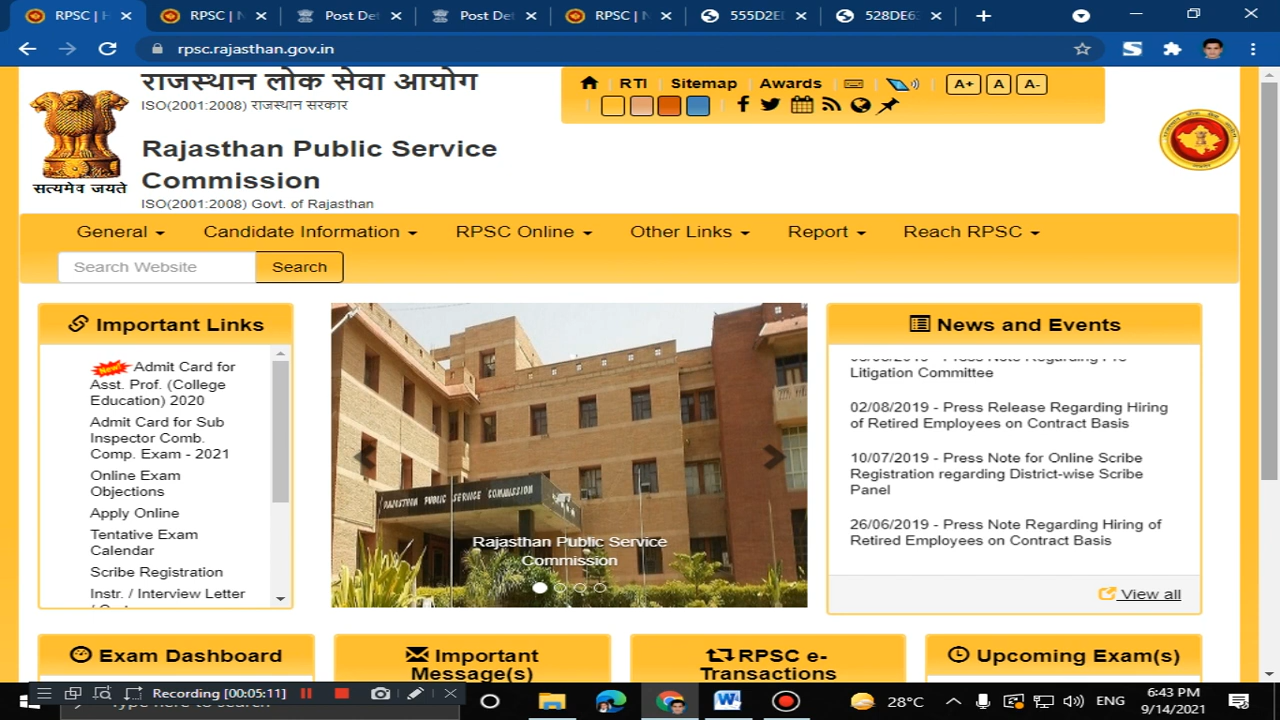 RPSC | H
RPSC | N
Post Det
Post Det
RPSC | N
555D2E
528DE6
rpsc.rajasthan.gov.in
राजस्थान लोक सेवा आयोग
ISO(2001:2008) राजस्थान सरकार
Rajasthan Public Service
Commission
ISO(2001:2008) Govt. of Rajasthan
सत्यमेव जयते
RTI | Sitemap | Awards
A+ A A-
General
Candidate Information
RPSC Online
Other Links
Report
Reach RPSC
Search Website
Search
Important Links
New! Admit Card for
Asst. Prof. (College
Education) 2020
Admit Card for Sub
Inspector Comb.
Comp. Exam - 2021
Online Exam
Objections
Apply Online
Tentative Exam
Calendar
Scribe Registration
Instr. / Interview Letter
RAJASTHAN PUBLIC SERVICE COMMISSION
Rajasthan Public Service
Commission
News and Events
Litigation Committee
02/08/2019 - Press Release Regarding Hiring
of Retired Employees on Contract Basis
10/07/2019 - Press Note for Online Scribe
Registration regarding District-wise Scribe
Panel
26/06/2019 - Press Note Regarding Hiring of
Retired Employees on Contract Basis
View all
Exam Dashboard
Important
Message(s)
RPSC e-
Transactions
Upcoming Exam(s)
Recording [00:05:11]
28°C
ENG
6:43 PM
9/14/2021